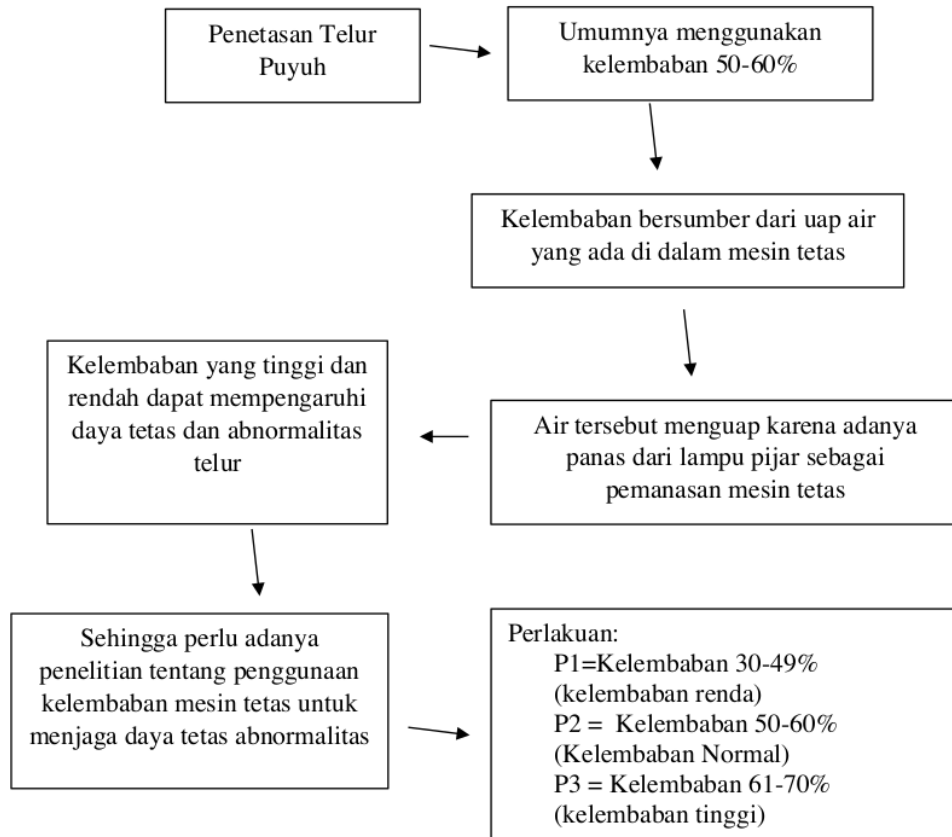 Penetasan Telur
Puyuh
Umumnya menggunakan
kelembaban 50-60%
Kelembaban bersumber dari uap air
yang ada di dalam mesin tetas
Air tersebut menguap karena adanya
panas dari lampu pijar sebagai
pemanasan mesin tetas
Kelembaban yang tinggi dan
rendah dapat mempengaruhi
daya tetas dan abnormalitas
telur
Sehingga perlu adanya
penelitian tentang penggunaan
kelembaban mesin tetas untuk
menjaga daya tetas abnormalitas
Perlakuan:
P1=Kelembaban 30-49%
(kelembaban renda)
P2 = Kelembaban 50-60%
(Kelembaban Normal)
P3 = Kelembaban 61-70%
(kelembaban tinggi)